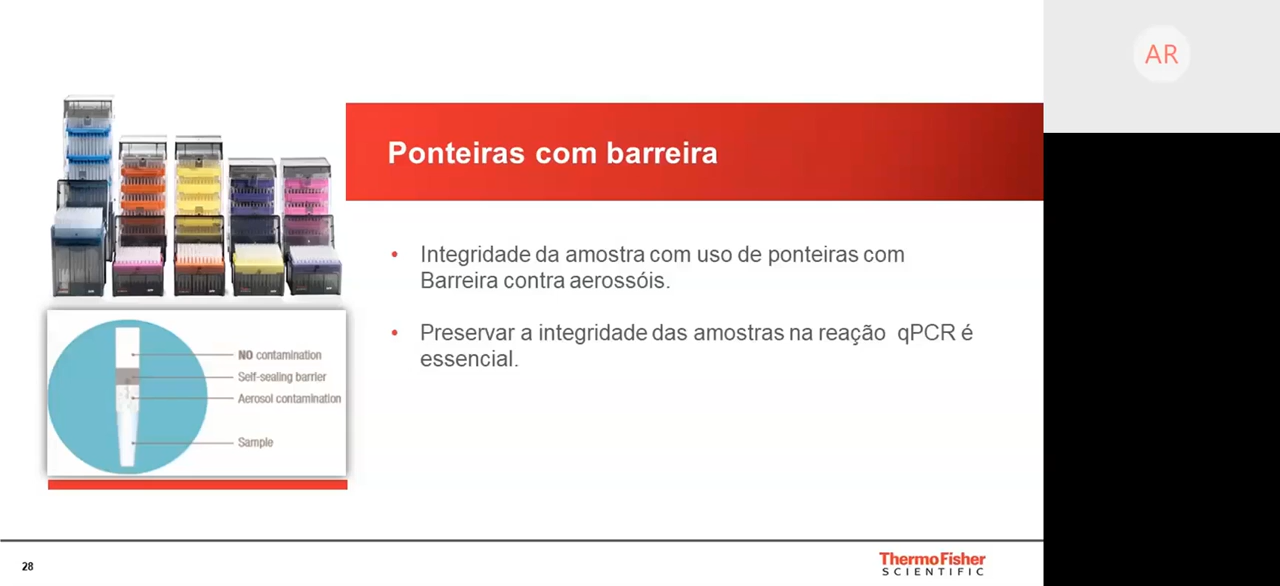 AR
Ponteiras com barreira
• Integridade da amostra com uso de ponteiras com
Barreira contra aerossóis.
• Preservar a integridade das amostras na reação qPCR é
essencial.
NO contamination
Self-sealing barrier
Aerosol contamination
Sample
28
ThermoFisher
SCIENTIFIC